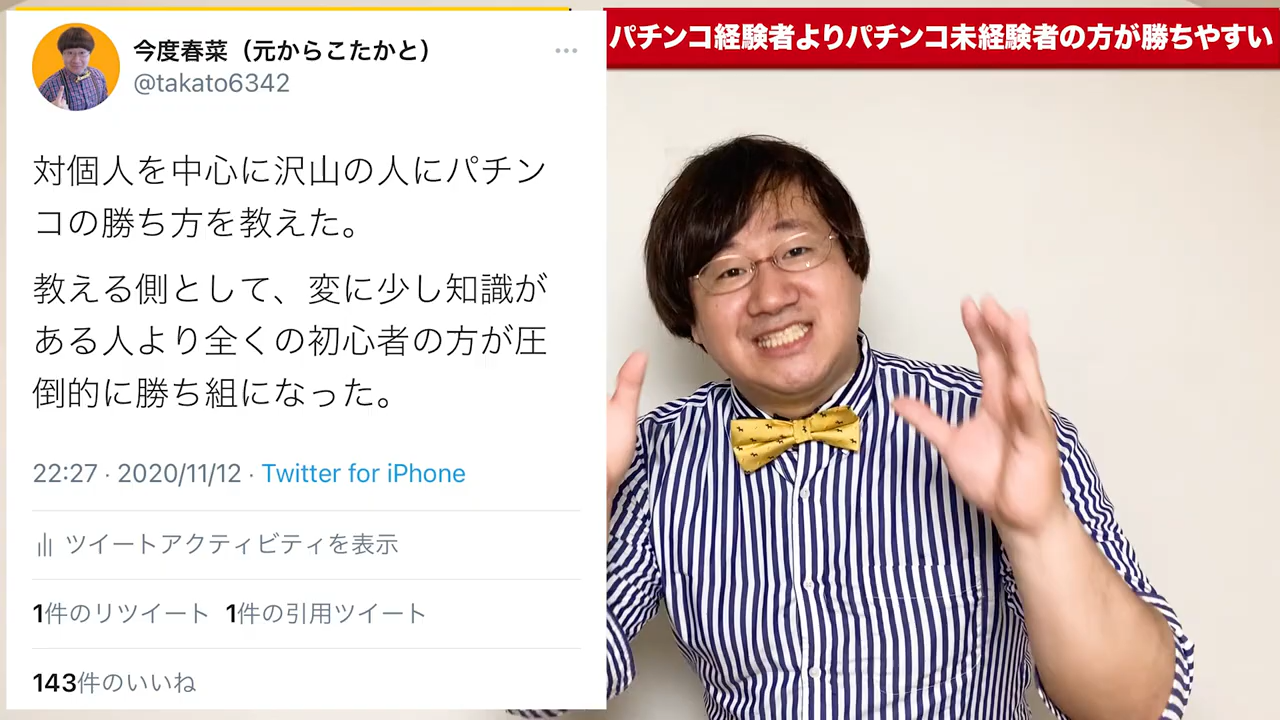 今度春菜（元からこたかと）
@takato6342
対個人を中心に沢山の人にパチン
コの勝ち方を教えた。
教える側として、変に少し知識が
ある人より全くの初心者の方が圧
倒的に勝ち組になった。
22:27 · 2020/11/12 · Twitter for iPhone
ツイートアクティビティを表示
1件のリツイート 1件の引用ツイート
143件のいいね
パチンコ経験者よりパチンコ未経験者の方が勝ちやすい